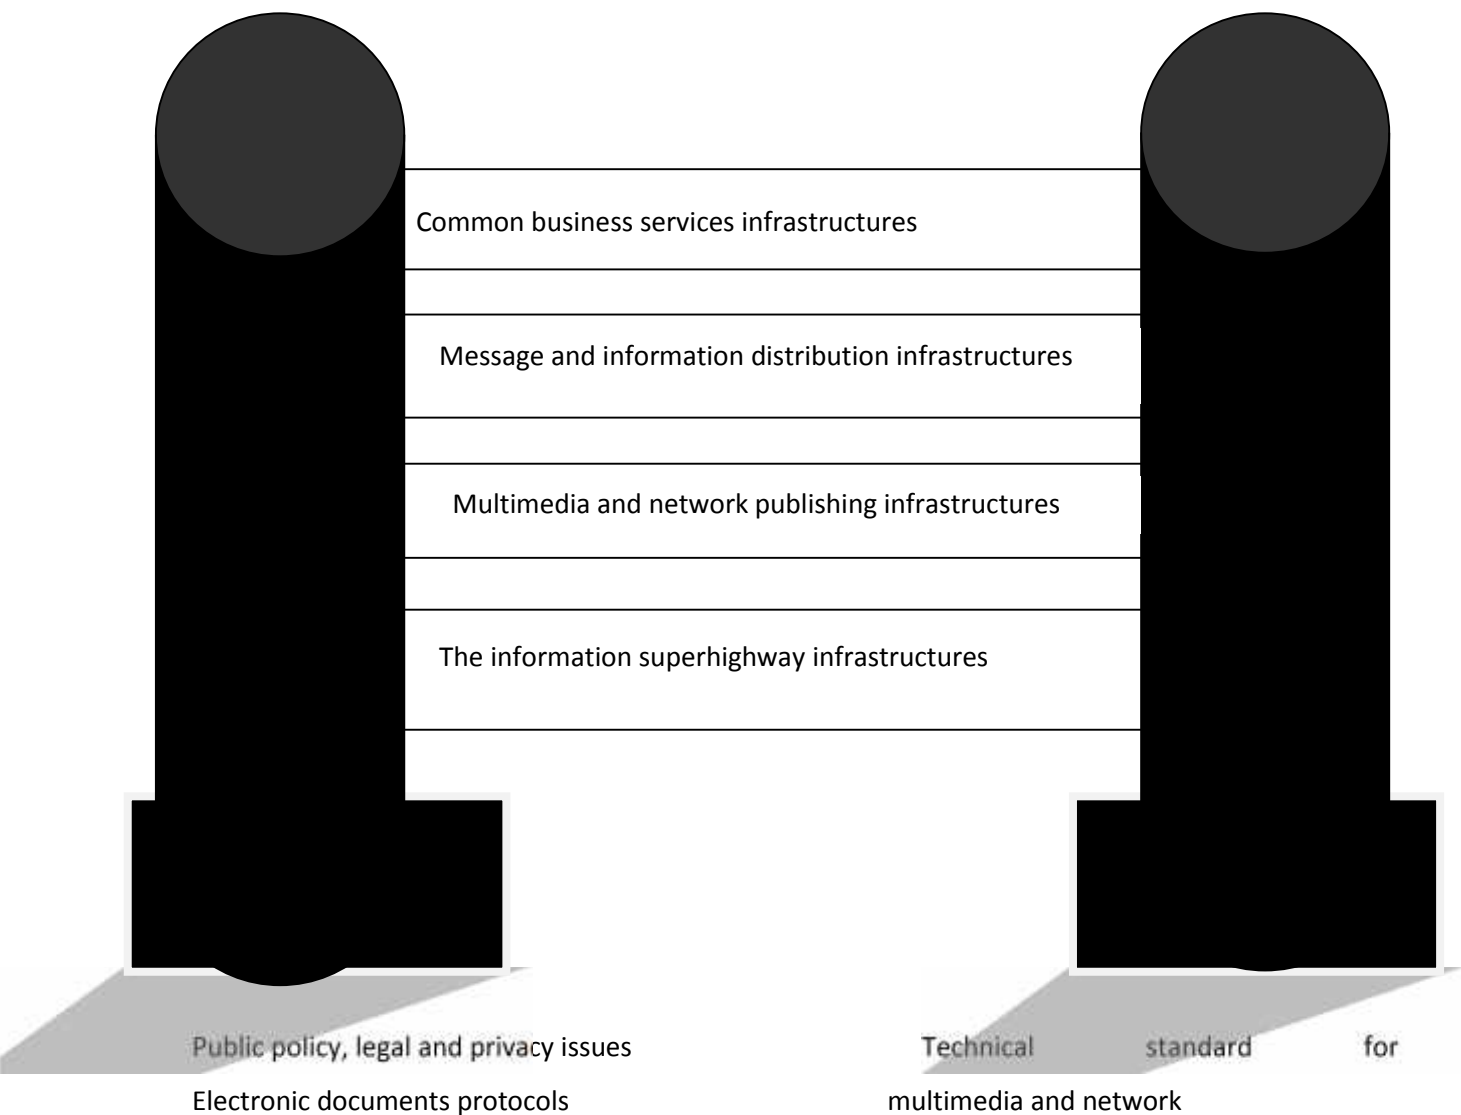 Common business services infrastructures
Message and information distribution infrastructures
Multimedia and network publishing infrastructures
The information superhighway infrastructures
Public policy, legal and privacy issues
Technical standard for
Electronic documents protocols
multimedia and network